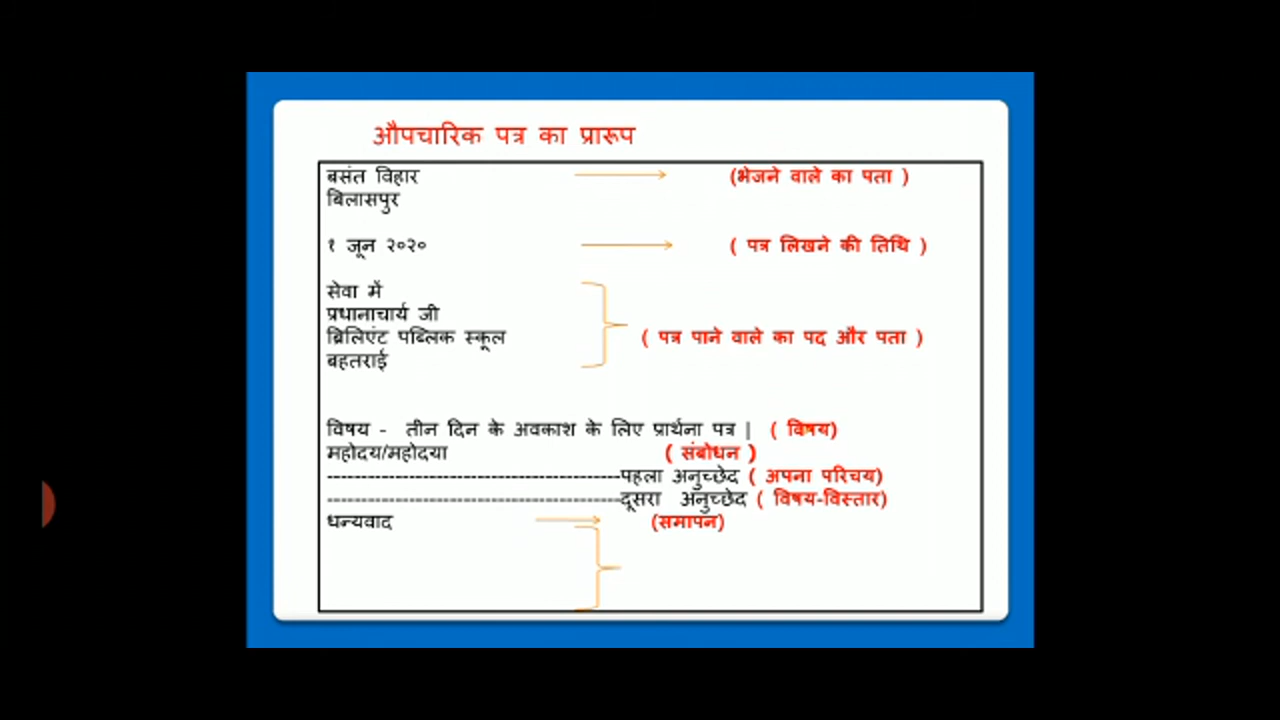 औपचारिक पत्र का प्रारूप
बसंत विहार (भेजने वाले का पता )
बिलासपुर
१ जून २०२० ( पत्र लिखने की तिथि )
सेवा में
प्रधानाचार्य जी
ब्रिलिएंट पब्लिक स्कूल ( पत्र पाने वाले का पद और पता )
बहतराई
विषय - तीन दिन के अवकाश के लिए प्रार्थना पत्र | ( विषय)
महोदय/महोदया ( संबोधन )
-------------------------------------------पहला अनुच्छेद ( अपना परिचय)
-------------------------------------------दूसरा अनुच्छेद ( विषय-विस्तार)
धन्यवाद (समापन)